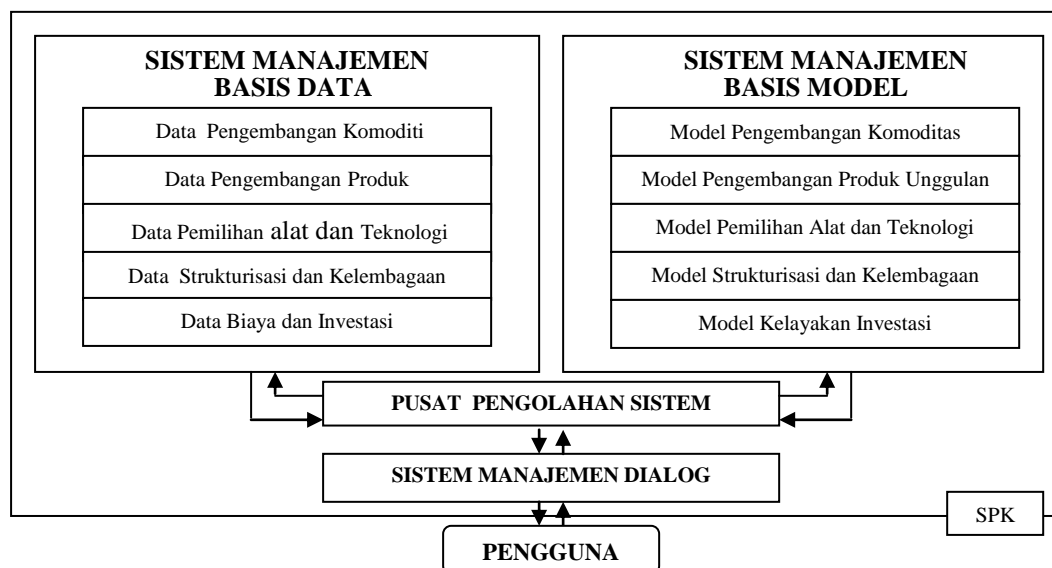 SISTEM MANAJEMEN
BASIS DATA
Data Pengembangan Komoditi
Data Pengembangan Produk
Data Pemilihan alat dan Teknologi
Data Strukturisasi dan Kelembagaan
Data Biaya dan Investasi
SISTEM MANAJEMEN
BASIS MODEL
Model Pengembangan Komoditas
Model Pengembangan Produk Unggulan
Model Pemilihan Alat dan Teknologi
Model Strukturisasi dan Kelembagaan
Model Kelayakan Investasi
PUSAT PENGOLAHAN SISTEM
SISTEM MANAJEMEN DIALOG
SPK
PENGGUNA